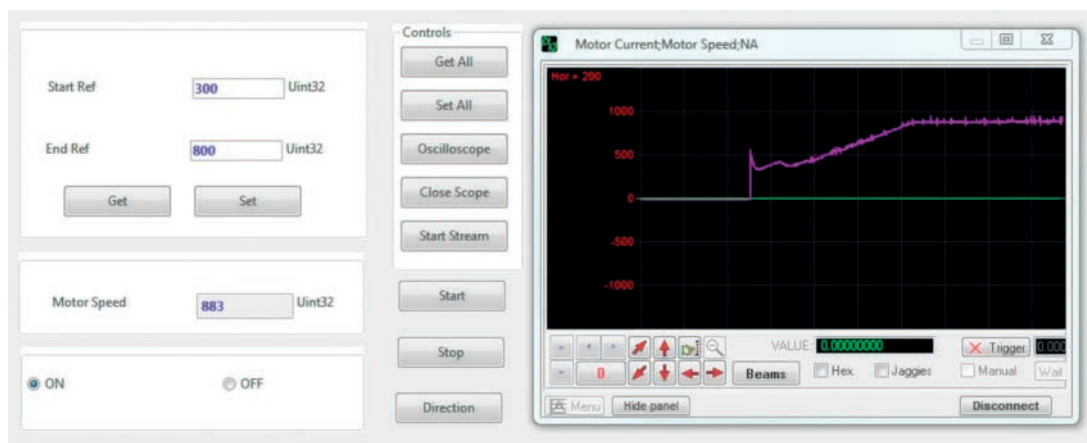 Start Ref 300 Uint32
End Ref 800 Uint32
Get Set
Motor Speed 883 Uint32
ON OFF
Controls
Get All
Set All
Oscilloscope
Close Scope
Start Stream
Start
Stop
Direction
Motor Current;Motor Speed;NA
Hor = 200
1000
500
0
-500
-1000
VALUE: 0.00000000 Trigger 0.000
0 Beams Hex Jaggies Manual Wait
Menu Hide panel Disconnect